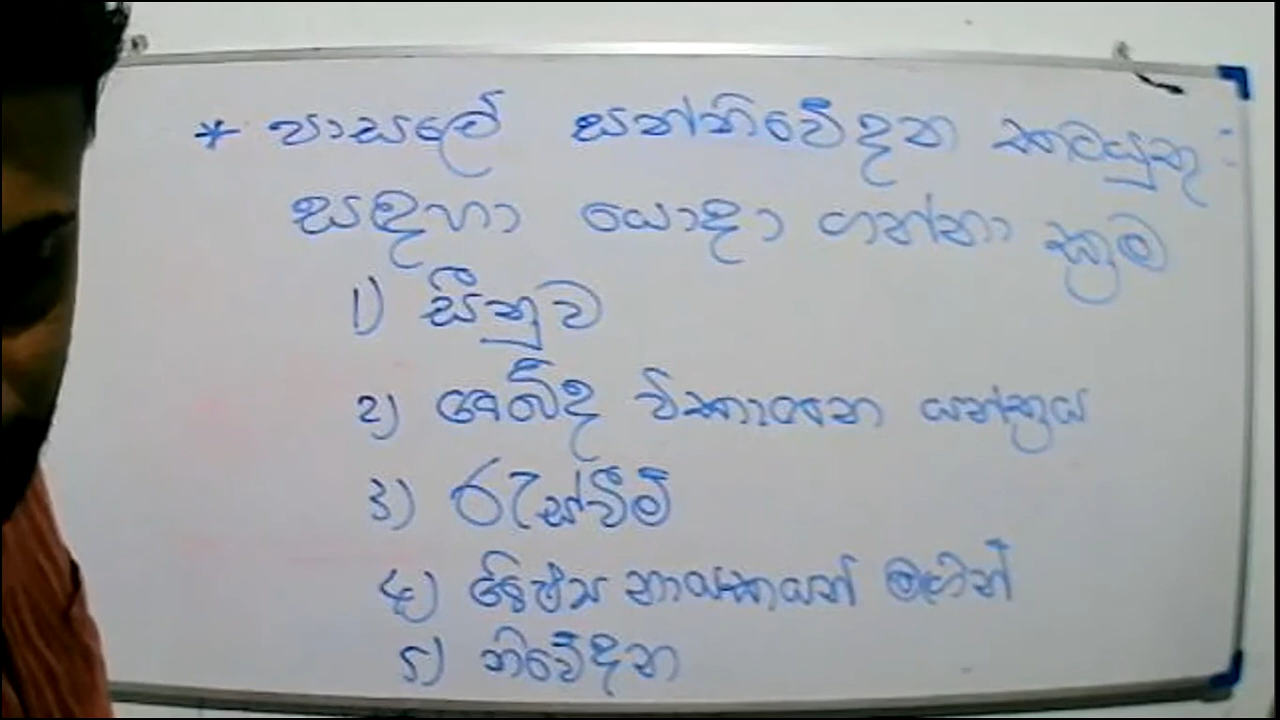 * පාසලේ සන්නිවේදන කටයුතු
සඳහා යොදා ගන්නා ක්‍රම
1) සීනුව
2) ශබ්ද විකාශන යන්ත්‍රය
3) රැස්වීම්
4) ශිෂ්‍ය නායකයන් මඟින්
5) නිවේදන